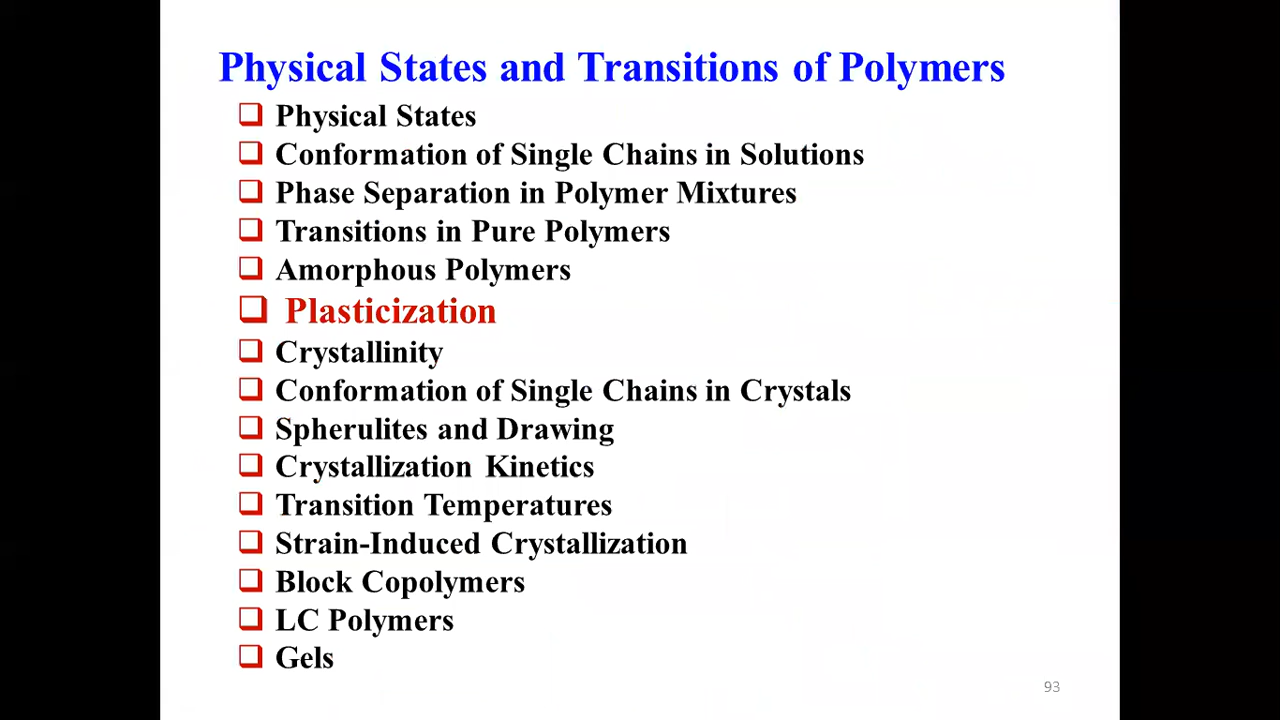 Physical States and Transitions of Polymers
Physical States
Conformation of Single Chains in Solutions
Phase Separation in Polymer Mixtures
Transitions in Pure Polymers
Amorphous Polymers
Plasticization
Crystallinity
Conformation of Single Chains in Crystals
Spherulites and Drawing
Crystallization Kinetics
Transition Temperatures
Strain-Induced Crystallization
Block Copolymers
LC Polymers
Gels
93